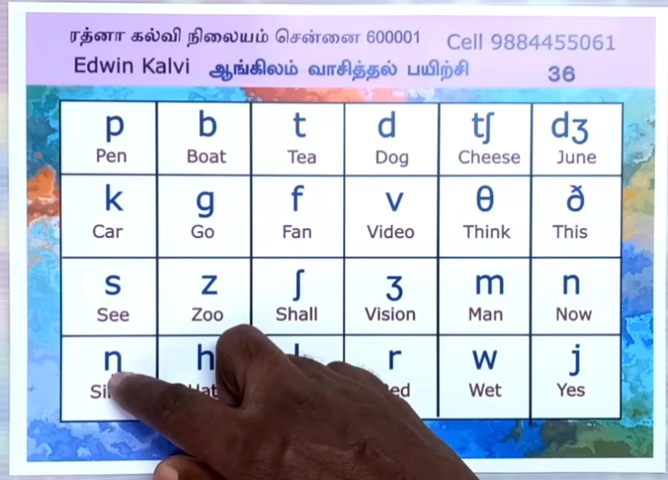 ரத்னா கல்வி நிலையம் சென்னை 600001 Cell 9884455061
Edwin Kalvi ஆங்கிலம் வாசித்தல் பயிற்சி 36
p b t d tʃ dʒ
Pen Boat Tea Dog Cheese June
k g f v θ ð
Car Go Fan Video Think This
s z ʃ ʒ m n
See Zoo Shall Vision Man Now
h r w j
Hat Wet Yes